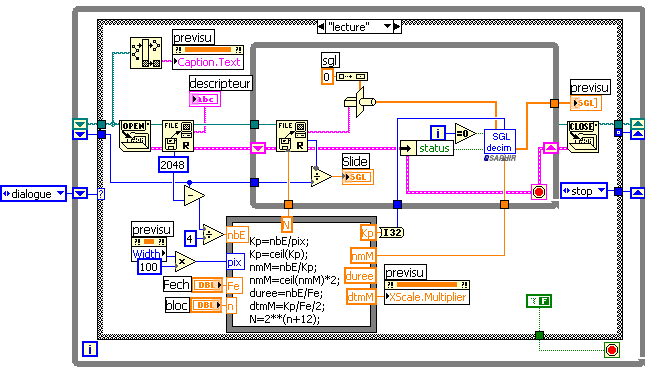 "lecture"
previsu
Caption.Text
descripteur
abc
sgl
0
previsu
SGL
OPEN
FILE
R
FILE
R
i
=0
SGL
decim
SAPHIR
CLOSE
status
2048
Slide
SGL
dialogue
stop
4
previsu
Width
100
Fech
DBL
bloc
DBL
nbE
pix
Fe
n
N
Kp=nbE/pix;
Kp=ceil(Kp);
nmM=nbE/Kp;
nmM=ceil(nmM)*2;
duree=nbE/Fe;
dtmM=Kp/Fe/2;
N=2**(n+12);
Kp
nmM
duree
dtmM
I32
previsu
XScale.Multiplier
F
i